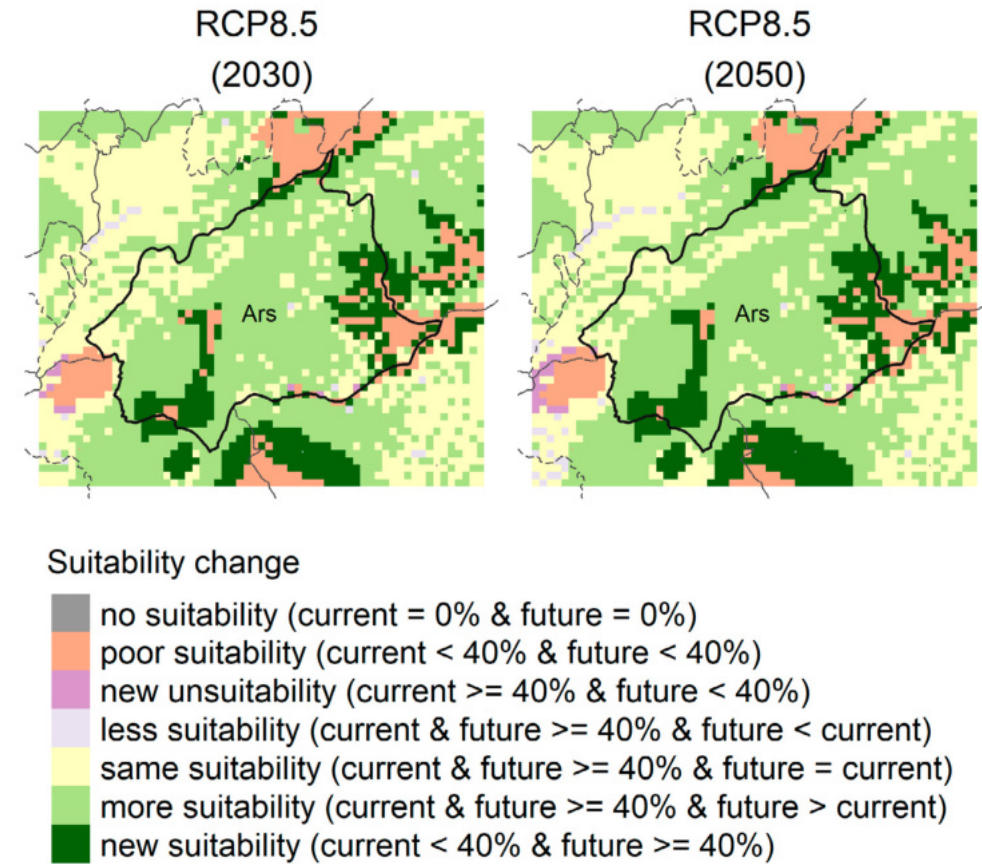 RCP8.5
(2030)
RCP8.5
(2050)
Ars
Ars
Suitability change
no suitability (current = 0% & future = 0%)
poor suitability (current < 40% & future < 40%)
new unsuitability (current >= 40% & future < 40%)
less suitability (current & future >= 40% & future < current)
same suitability (current & future >= 40% & future = current)
more suitability (current & future >= 40% & future > current)
new suitability (current < 40% & future >= 40%)